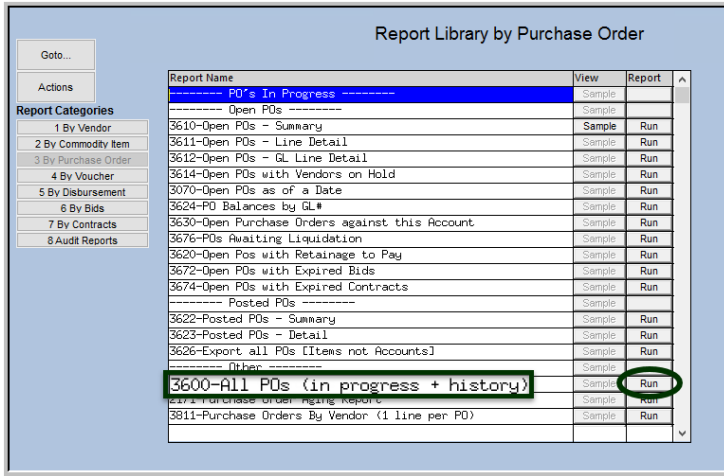 Report Library by Purchase Order
Goto...
Actions
Report Categories
1 By Vendor
2 By Commodity Item
3 By Purchase Order
4 By Voucher
5 By Disbursement
6 By Bids
7 By Contracts
8 Audit Reports
Report Name View Report
-------- PO's In Progress -------- Sample
-------- Open POs -------- Sample
3610-Open POs - Summary Sample Run
3611-Open POs - Line Detail Sample Run
3612-Open POs - GL Line Detail Sample Run
3614-Open POs with Vendors on Hold Sample Run
3070-Open POs as of a Date Sample Run
3624-PO Balances by GL# Sample Run
3630-Open Purchase Orders against this Account Sample Run
3676-POs Awaiting Liquidation Sample Run
3620-Open Pos with Retainage to Pay Sample Run
3672-Open POs with Expired Bids Sample Run
3674-Open POs with Expired Contracts Sample Run
-------- Posted POs -------- Sample
3622-Posted POs - Summary Sample Run
3623-Posted POs - Detail Sample Run
3626-Export all POs [Items not Accounts] Sample Run
-------- Other -------- Sample
3600-All POs (in progress + history) Sample Run
2171-Purchase Order Aging Report Sample Run
3811-Purchase Orders By Vendor (1 line per PO) Sample Run